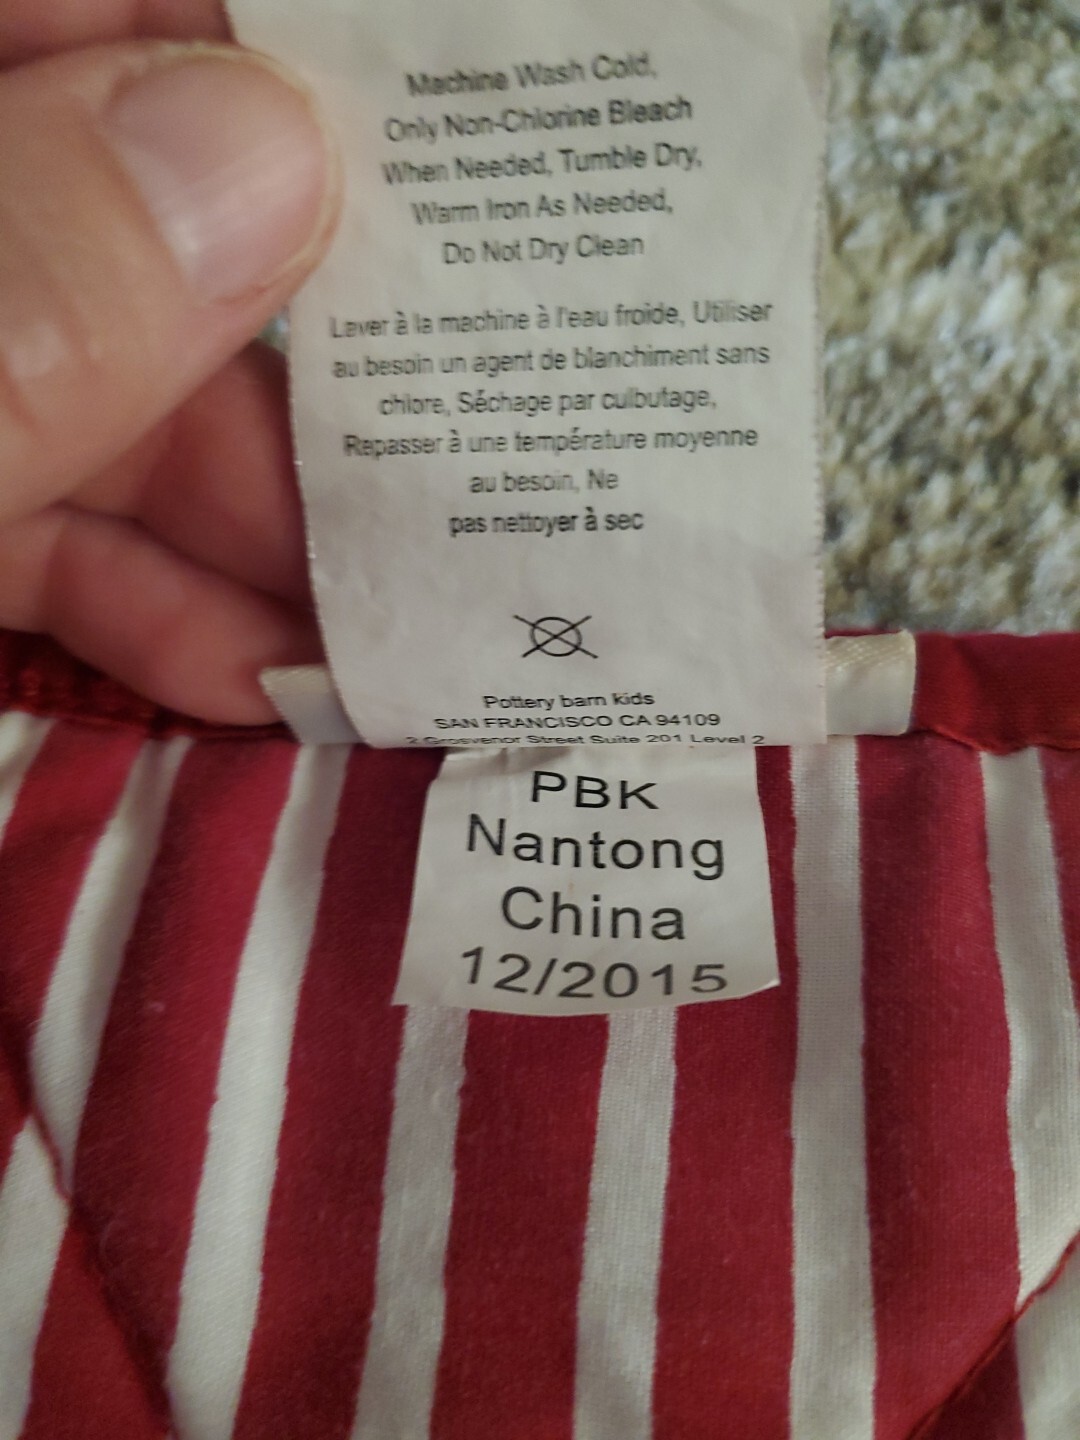 Machine Wash Cold,
Only Non-Chlorine Bleach
When Needed, Tumble Dry,
Warm Iron As Needed,
Do Not Dry Clean
Laver à la machine à l'eau froide, Utiliser
au besoin un agent de blanchiment sans
chlore, Séchage par culbutage,
Repasser à une température moyenne
au besoin, Ne
pas nettoyer à sec
Pottery barn kids
SAN FRANCISCO CA 94109
2 Grosvenor Street Suite 201 Level 2
PBK
Nantong
China
12/2015